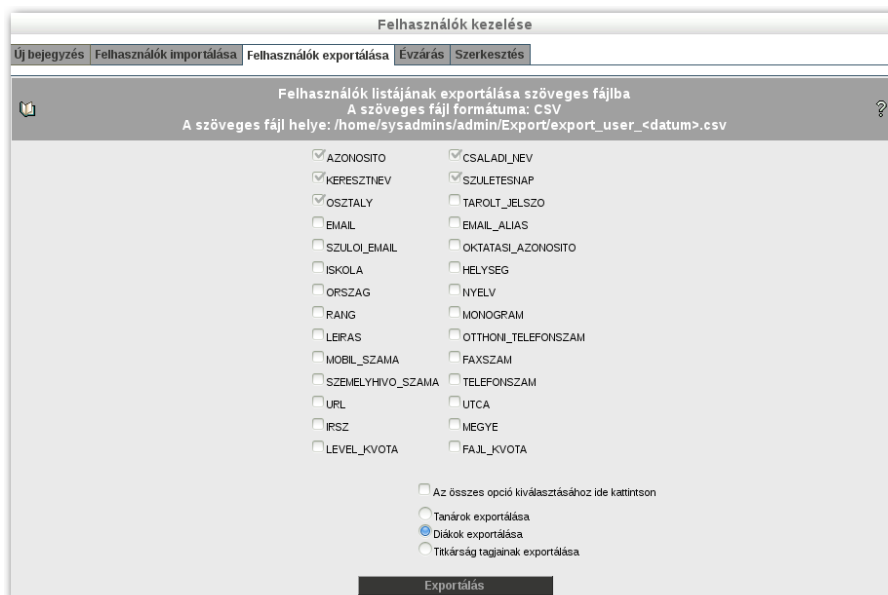 Felhasználók kezelése
Új bejegyzés Felhasználók importálása Felhasználók exportálása Évzárás Szerkesztés
Felhasználók listájának exportálása szöveges fájlba
A szöveges fájl formátuma: CSV
A szöveges fájl helye: /home/sysadmins/admin/Export/export_user_<datum>.csv
AZONOSITO CSALADI_NEV
KERESZTNEV SZULETESNAP
OSZTALY TAROLT_JELSZO
EMAIL EMAIL_ALIAS
SZULOI_EMAIL OKTATASI_AZONOSITO
ISKOLA HELYSEG
ORSZAG NYELV
RANG MONOGRAM
LEIRAS OTTHONI_TELEFONSZAM
MOBIL_SZAMA FAXSZAM
SZEMELYHIVO_SZAMA TELEFONSZAM
URL UTCA
IRSZ MEGYE
LEVEL_KVOTA FAJL_KVOTA
Az összes opció kiválasztásához ide kattintson
Tanárok exportálása
Diákok exportálása
Titkárság tagjainak exportálása
Exportálás